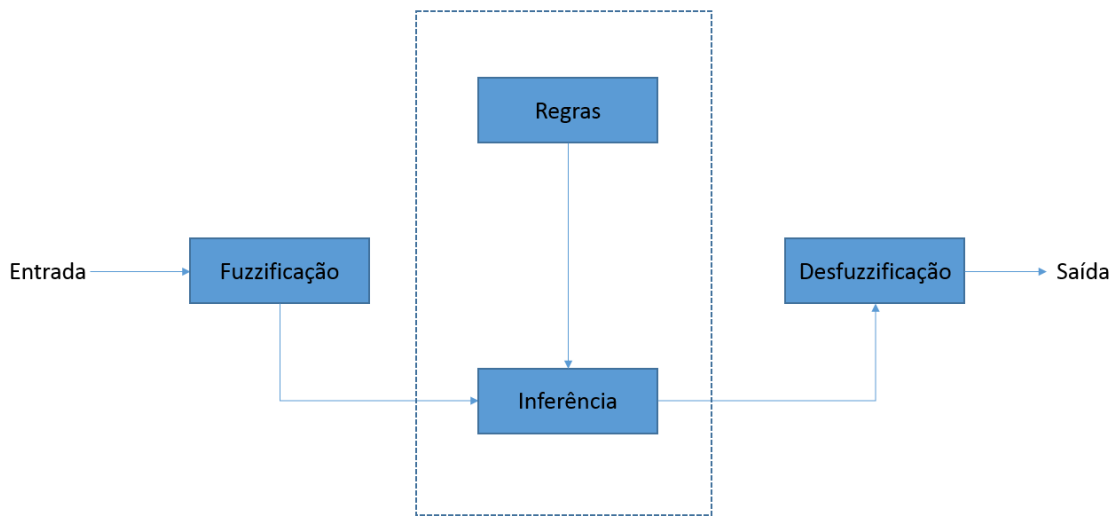 Regras
Entrada
Fuzzificação
Desfuzzificação
Saída
Inferência